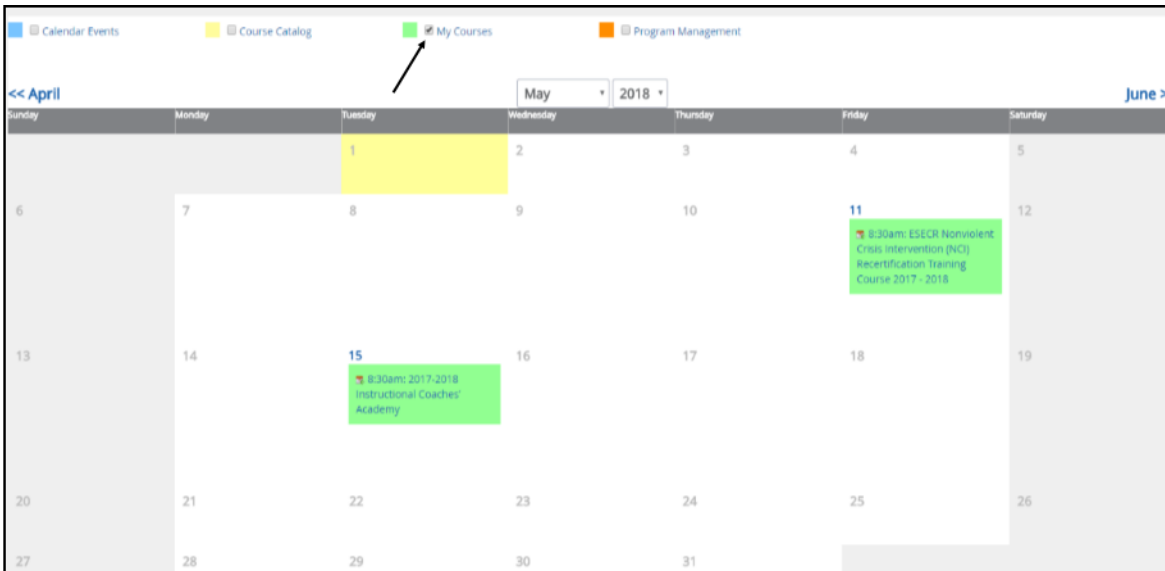 Calendar Events Course Catalog My Courses Program Management
<< April May 2018 June >
Sunday Monday Tuesday Wednesday Thursday Friday Saturday
1 2 3 4 5
6 7 8 9 10 11 12
8:30am: ESECR Nonviolent
Crisis Intervention (NCI)
Recertification Training
Course 2017 - 2018
13 14 15 16 17 18 19
8:30am: 2017-2018
Instructional Coaches'
Academy
20 21 22 23 24 25 26
27 28 29 30 31